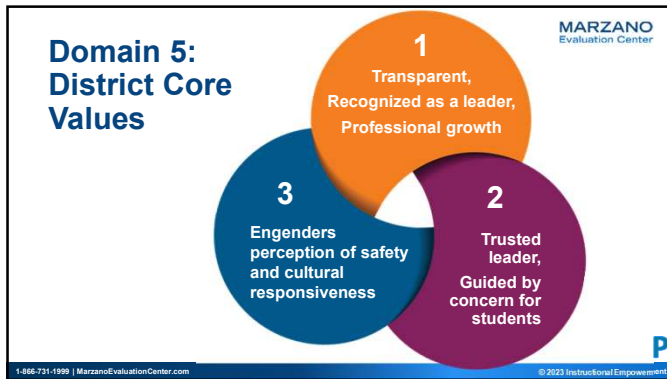 Domain 5:
District Core
Values
MARZANO
Evaluation Center
1
Transparent,
Recognized as a leader,
Professional growth
2
Trusted
leader,
Guided by
concern for
students
3
Engenders
perception of safety
and cultural
responsiveness
P
1-866-731-1999 | MarzanoEvaluationCenter.com
© 2023 Instructional Empowerment